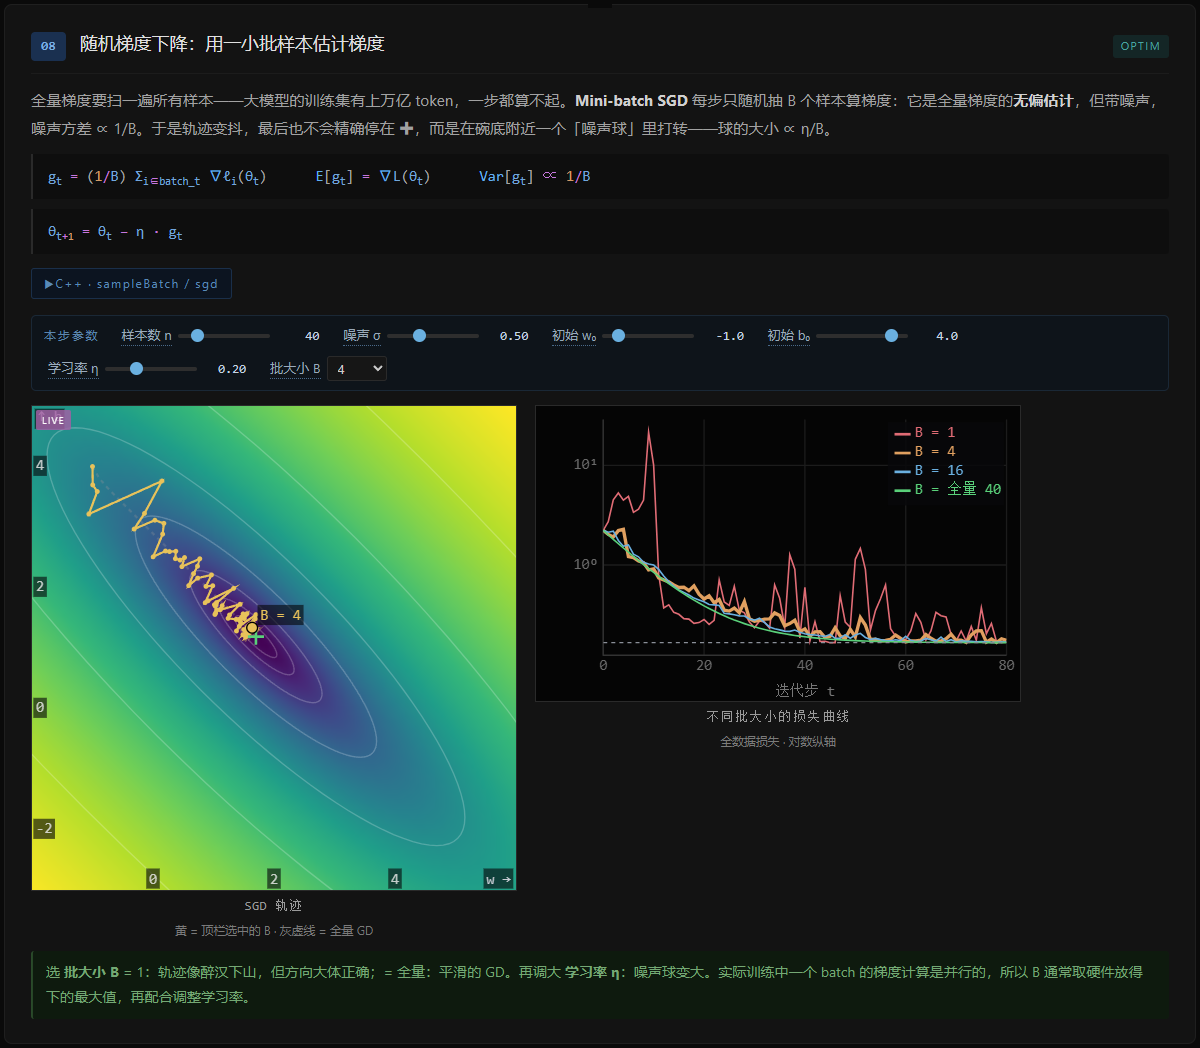 08 随机梯度下降：用一小批样本估计梯度 OPTIM
全量梯度要扫一遍所有样本——大模型的训练集有上万亿 token，一步都算不起。Mini-batch SGD 每步只随机抽 B 个样本算梯度：它是全量梯度的无偏估计，但带噪声，
噪声方差 ∝ 1/B。于是轨迹变抖，最后也不会精确停在 ✚，而是在碗底附近一个「噪声球」里打转——球的大小 ∝ η/B。
gₜ = (1/B) Σ_{i∈batch_t} ∇ℓᵢ(θₜ) E[gₜ] = ∇L(θₜ) Var[gₜ] ∝ 1/B
θₜ₊₁ = θₜ − η · gₜ
▶C++ · sampleBatch / sgd
本步参数 样本数 n 40 噪声 σ 0.50 初始 w₀ -1.0 初始 b₀ 4.0
学习率 η 0.20 批大小 B 4
LIVE
4
2
0
-2
B = 4
0 2 4 w →
SGD 轨迹
黄 = 顶栏选中的 B · 灰虚线 = 全量 GD
B = 1
B = 4
B = 16
B = 全量 40
10¹
10⁰
0 20 40 60 80
迭代步 t
不同批大小的损失曲线
全数据损失 · 对数纵轴
选 批大小 B = 1：轨迹像醉汉下山，但方向大体正确；= 全量：平滑的 GD。再调大 学习率 η：噪声球变大。实际训练中一个 batch 的梯度计算是并行的，所以 B 通常取硬件放得
下的最大值，再配合调整学习率。